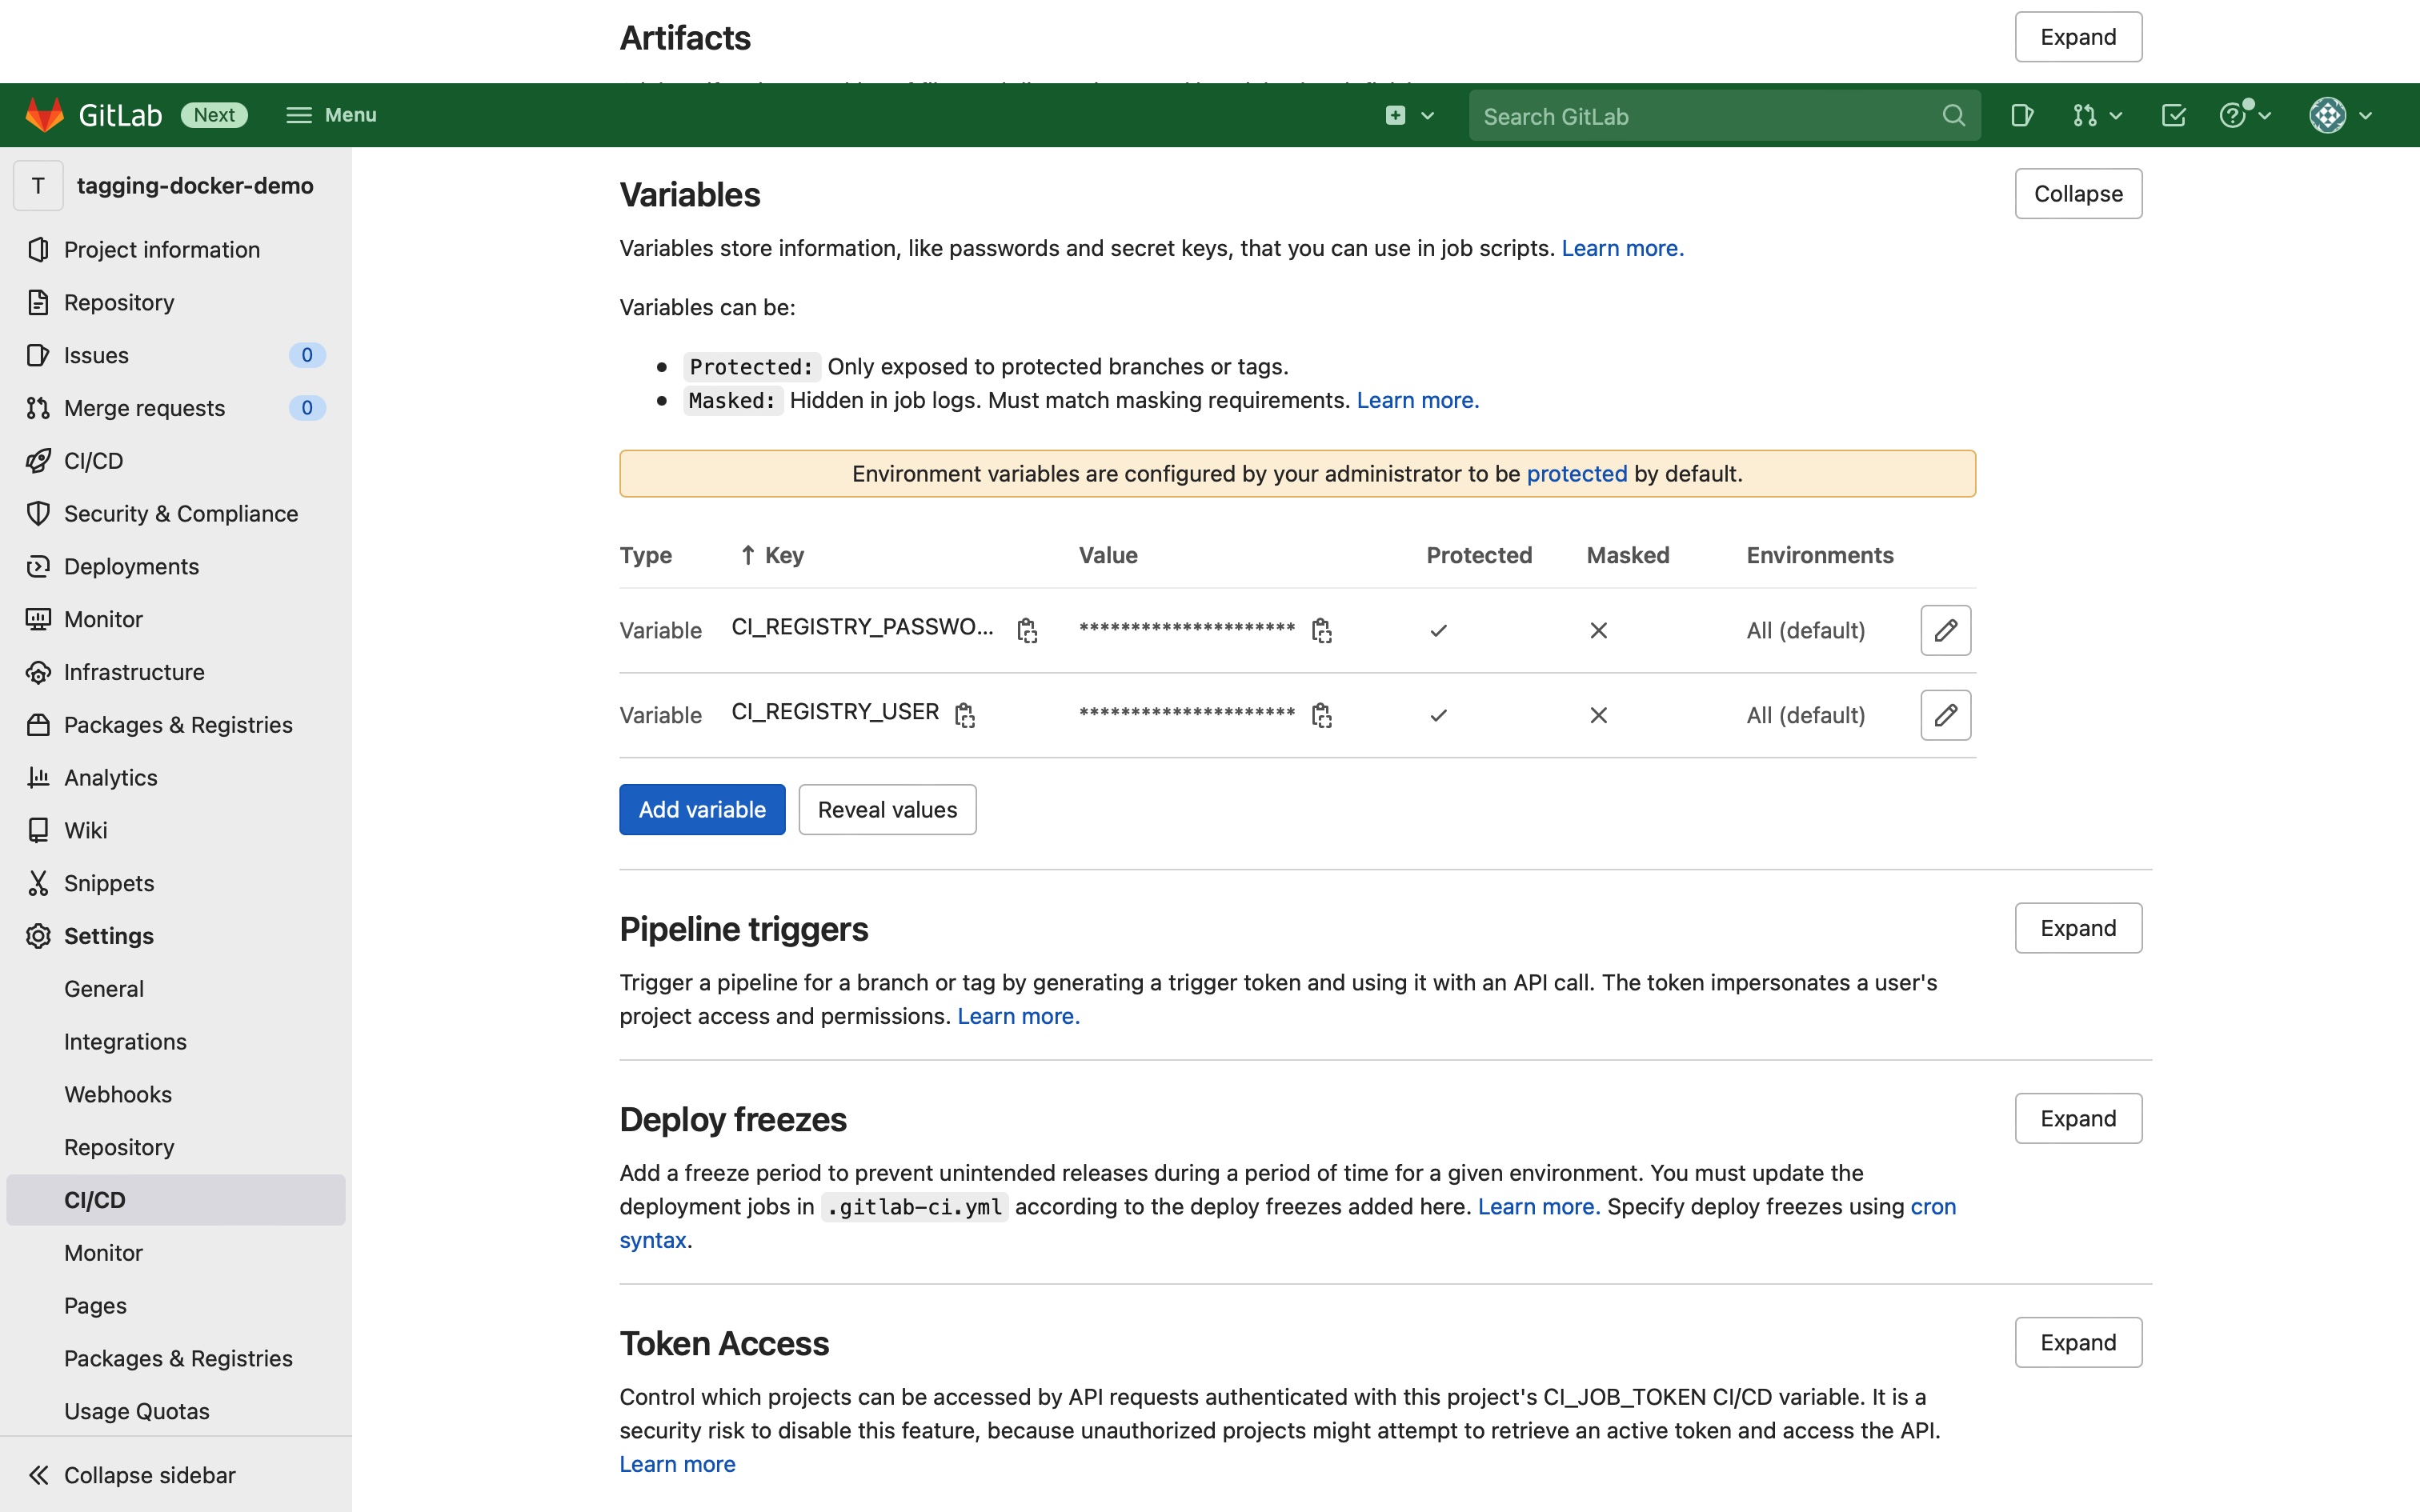 Artifacts
Expand
GitLab Next Menu
Search GitLab
T tagging-docker-demo
Project information
Repository
Issues 0
Merge requests 0
CI/CD
Security & Compliance
Deployments
Monitor
Infrastructure
Packages & Registries
Analytics
Wiki
Snippets
Settings
General
Integrations
Webhooks
Repository
CI/CD
Monitor
Pages
Packages & Registries
Usage Quotas
Collapse sidebar
Variables
Collapse
Variables store information, like passwords and secret keys, that you can use in job scripts. Learn more.
Variables can be:
Protected: Only exposed to protected branches or tags.
Masked: Hidden in job logs. Must match masking requirements. Learn more.
Environment variables are configured by your administrator to be protected by default.
Type ↑ Key Value Protected Masked Environments
Variable CI_REGISTRY_PASSWO... ********************* All (default)
Variable CI_REGISTRY_USER ********************* All (default)
Add variable Reveal values
Pipeline triggers
Expand
Trigger a pipeline for a branch or tag by generating a trigger token and using it with an API call. The token impersonates a user's
project access and permissions. Learn more.
Deploy freezes
Expand
Add a freeze period to prevent unintended releases during a period of time for a given environment. You must update the
deployment jobs in .gitlab-ci.yml according to the deploy freezes added here. Learn more. Specify deploy freezes using cron
syntax.
Token Access
Expand
Control which projects can be accessed by API requests authenticated with this project's CI_JOB_TOKEN CI/CD variable. It is a
security risk to disable this feature, because unauthorized projects might attempt to retrieve an active token and access the API.
Learn more